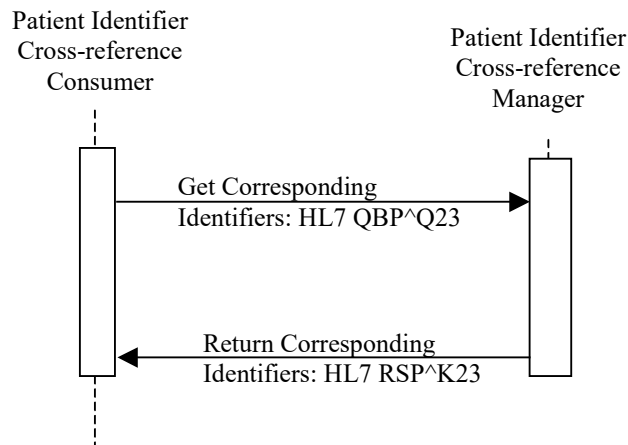 Patient Identifier
Cross-reference
Consumer
Patient Identifier
Cross-reference
Manager
Get Corresponding
Identifiers: HL7 QBP^Q23
Return Corresponding
Identifiers: HL7 RSP^K23